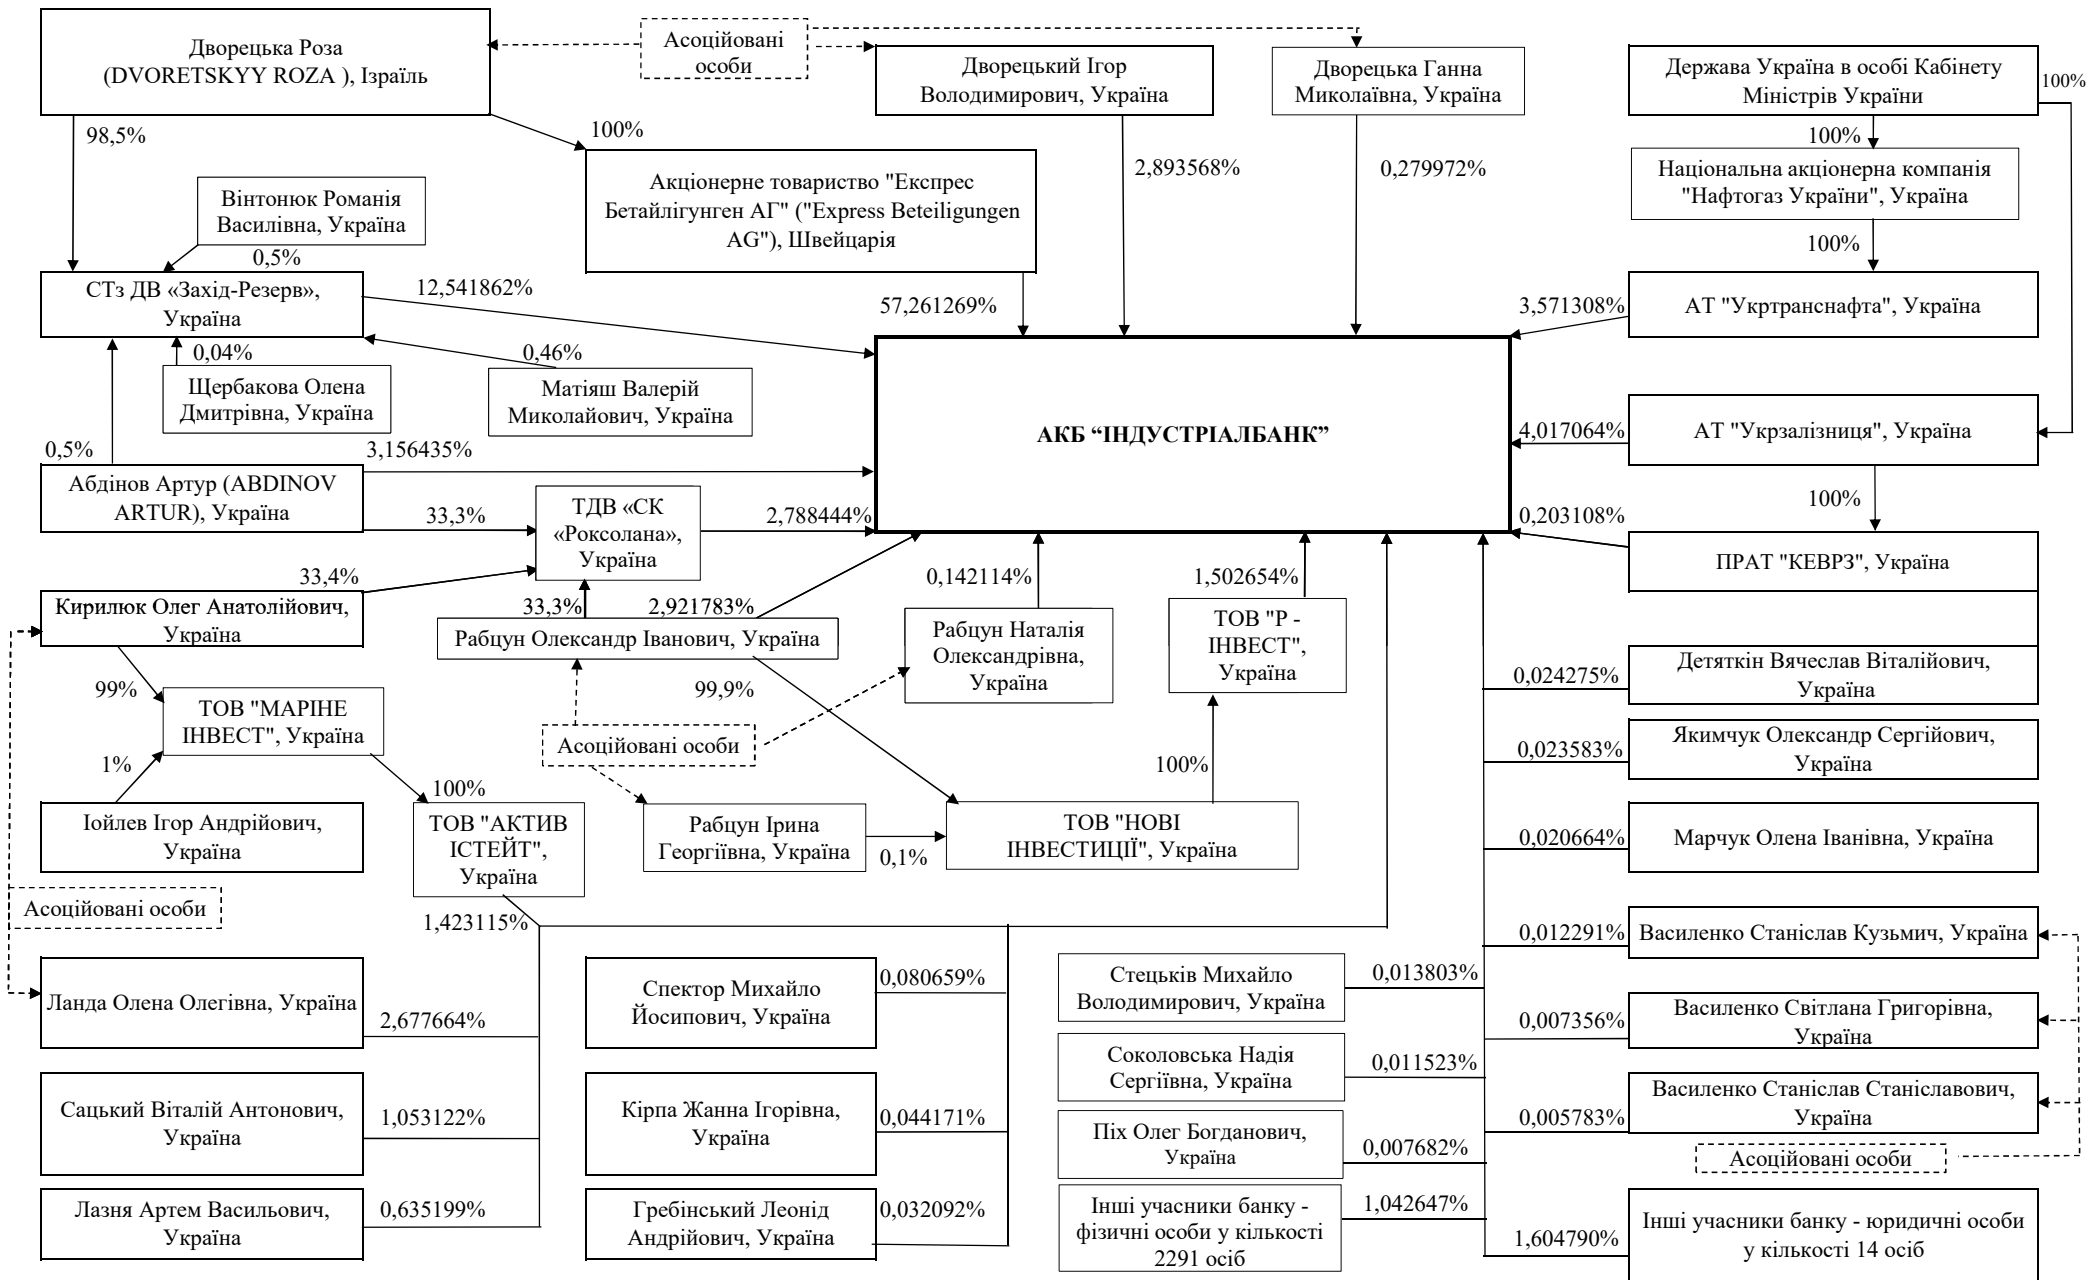 Дворецька Роза
(DVORETSKYY ROZA ), Ізраїль
Асоційовані
особи
Дворецький Ігор
Володимирович, Україна
Дворецька Ганна
Миколаївна, Україна
Держава Україна в особі Кабінету
Міністрів України
100%
98,5%
100%
2,893568%
0,279972%
100%
Вінтонюк Романія
Василівна, Україна
0,5%
Акціонерне товариство "Експрес
Бетайлігунген АГ" ("Express Beteiligungen
AG"), Швейцарія
Національна акціонерна компанія
"Нафтогаз України", Україна
100%
СТз ДВ «Захід-Резерв»,
Україна
12,541862%
57,261269%
3,571308%
АТ "Укртранснафта", Україна
0,04%
0,46%
Щербакова Олена
Дмитрівна, Україна
Матіяш Валерій
Миколайович, Україна
АКБ “ІНДУСТРІАЛБАНК”
4,017064%
АТ "Укрзалізниця", Україна
0,5%
3,156435%
Абдінов Артур (ABDINOV
ARTUR), Україна
33,3%
ТДВ «СК
«Роксолана»,
Україна
2,788444%
100%
0,203108%
ПРАТ "КЕВРЗ", Україна
33,4%
Кирилюк Олег Анатолійович,
Україна
33,3%
2,921783%
Рабцун Олександр Іванович, Україна
0,142114%
Рабцун Наталія
Олександрівна,
Україна
1,502654%
ТОВ "Р -
ІНВЕСТ",
Україна
0,024275%
Детяткін Вячеслав Віталійович,
Україна
99%
ТОВ "МАРІНЕ
ІНВЕСТ", Україна
99,9%
Асоційовані особи
0,023583%
Якимчук Олександр Сергійович,
Україна
1%
100%
100%
Іойлев Ігор Андрійович,
Україна
ТОВ "АКТИВ
ІСТЕЙТ",
Україна
Рабцун Ірина
Георгіївна, Україна
0,1%
ТОВ "НОВІ
ІНВЕСТИЦІЇ", Україна
0,020664%
Марчук Олена Іванівна, Україна
Асоційовані особи
1,423115%
0,012291%
Василенко Станіслав Кузьмич, Україна
Ланда Олена Олегівна, Україна
2,677664%
Спектор Михайло
Йосипович, Україна
0,080659%
Стецьків Михайло
Володимирович, Україна
0,013803%
0,007356%
Василенко Світлана Григорівна,
Україна
Соколовська Надія
Сергіївна, Україна
0,011523%
Сацький Віталій Антонович,
Україна
1,053122%
Кірпа Жанна Ігорівна,
Україна
0,044171%
0,005783%
Василенко Станіслав Станіславович,
Україна
Піх Олег Богданович,
Україна
0,007682%
Асоційовані особи
Лазня Артем Васильович,
Україна
0,635199%
Гребінський Леонід
Андрійович, Україна
0,032092%
Інші учасники банку -
фізичні особи у кількості
2291 осіб
1,042647%
1,604790%
Інші учасники банку - юридичні особи
у кількості 14 осіб